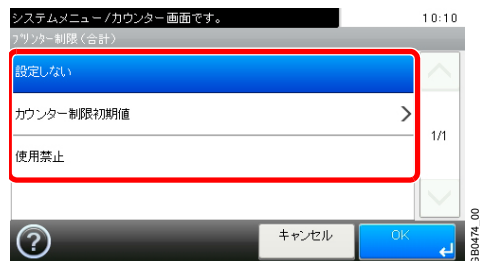 システムメニュー/カウンター画面です。
10:10
プリンター制限(合計)
設定しない
カウンター制限初期値
1/1
使用禁止
キャンセル
OK
GB0474_00